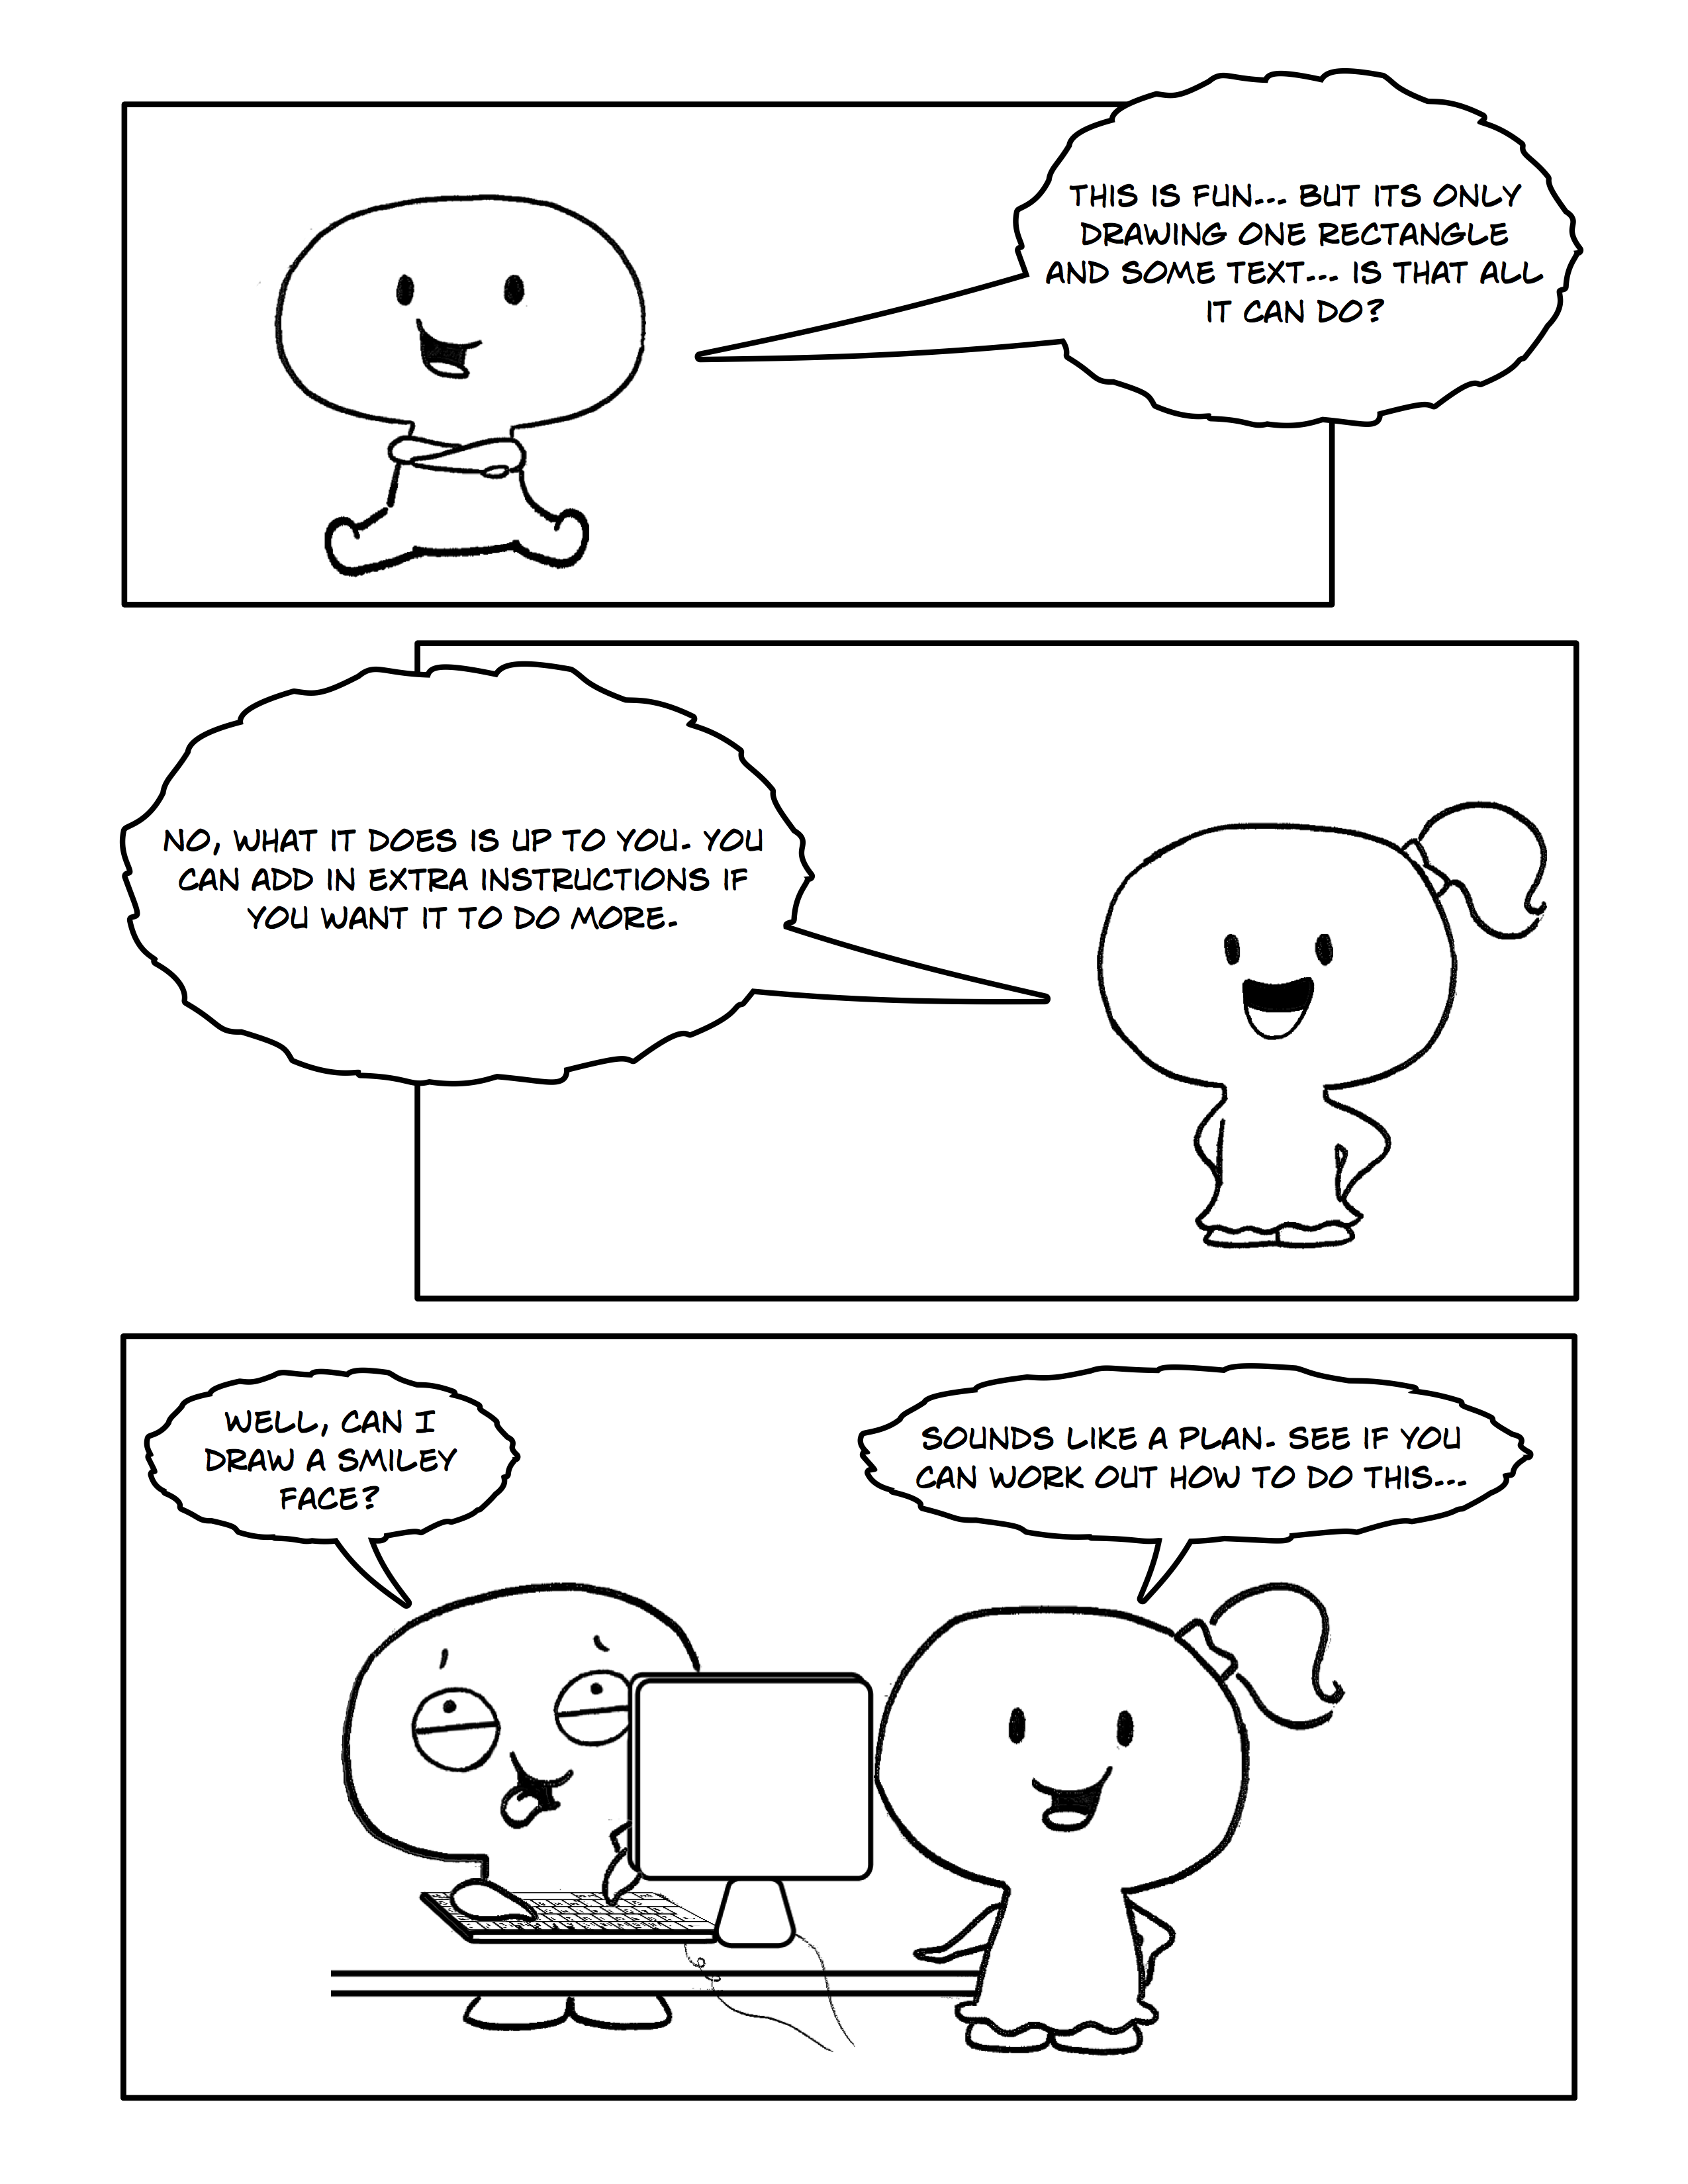 THIS IS FUN... BUT ITS ONLY
DRAWING ONE RECTANGLE
AND SOME TEXT... IS THAT ALL
IT CAN DO?
NO, WHAT IT DOES IS UP TO YOU. YOU
CAN ADD IN EXTRA INSTRUCTIONS IF
YOU WANT IT TO DO MORE.
WELL, CAN I
DRAW A SMILEY
FACE?
SOUNDS LIKE A PLAN. SEE IF YOU
CAN WORK OUT HOW TO DO THIS...